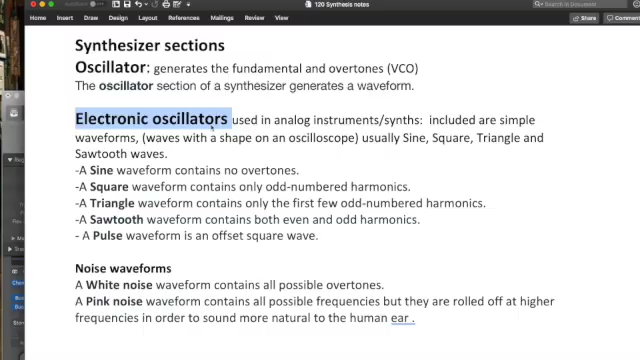 AutoSave
120 Synthesis notes
Search in Document
Home Insert Draw Design Layout References Mailings Review View Share Comments
Synthesizer sections
Oscillator: generates the fundamental and overtones (VCO)
The oscillator section of a synthesizer generates a waveform.
Electronic oscillators used in analog instruments/synths: included are simple
waveforms, (waves with a shape on an oscilloscope) usually Sine, Square, Triangle and
Sawtooth waves.
-A Sine waveform contains no overtones.
-A Square waveform contains only odd-numbered harmonics.
-A Triangle waveform contains only the first few odd-numbered harmonics.
-A Sawtooth waveform contains both even and odd harmonics.
- A Pulse waveform is an offset square wave.
Noise waveforms
A White noise waveform contains all possible overtones.
A Pink noise waveform contains all possible frequencies but they are rolled off at higher
frequencies in order to sound more natural to the human ear .